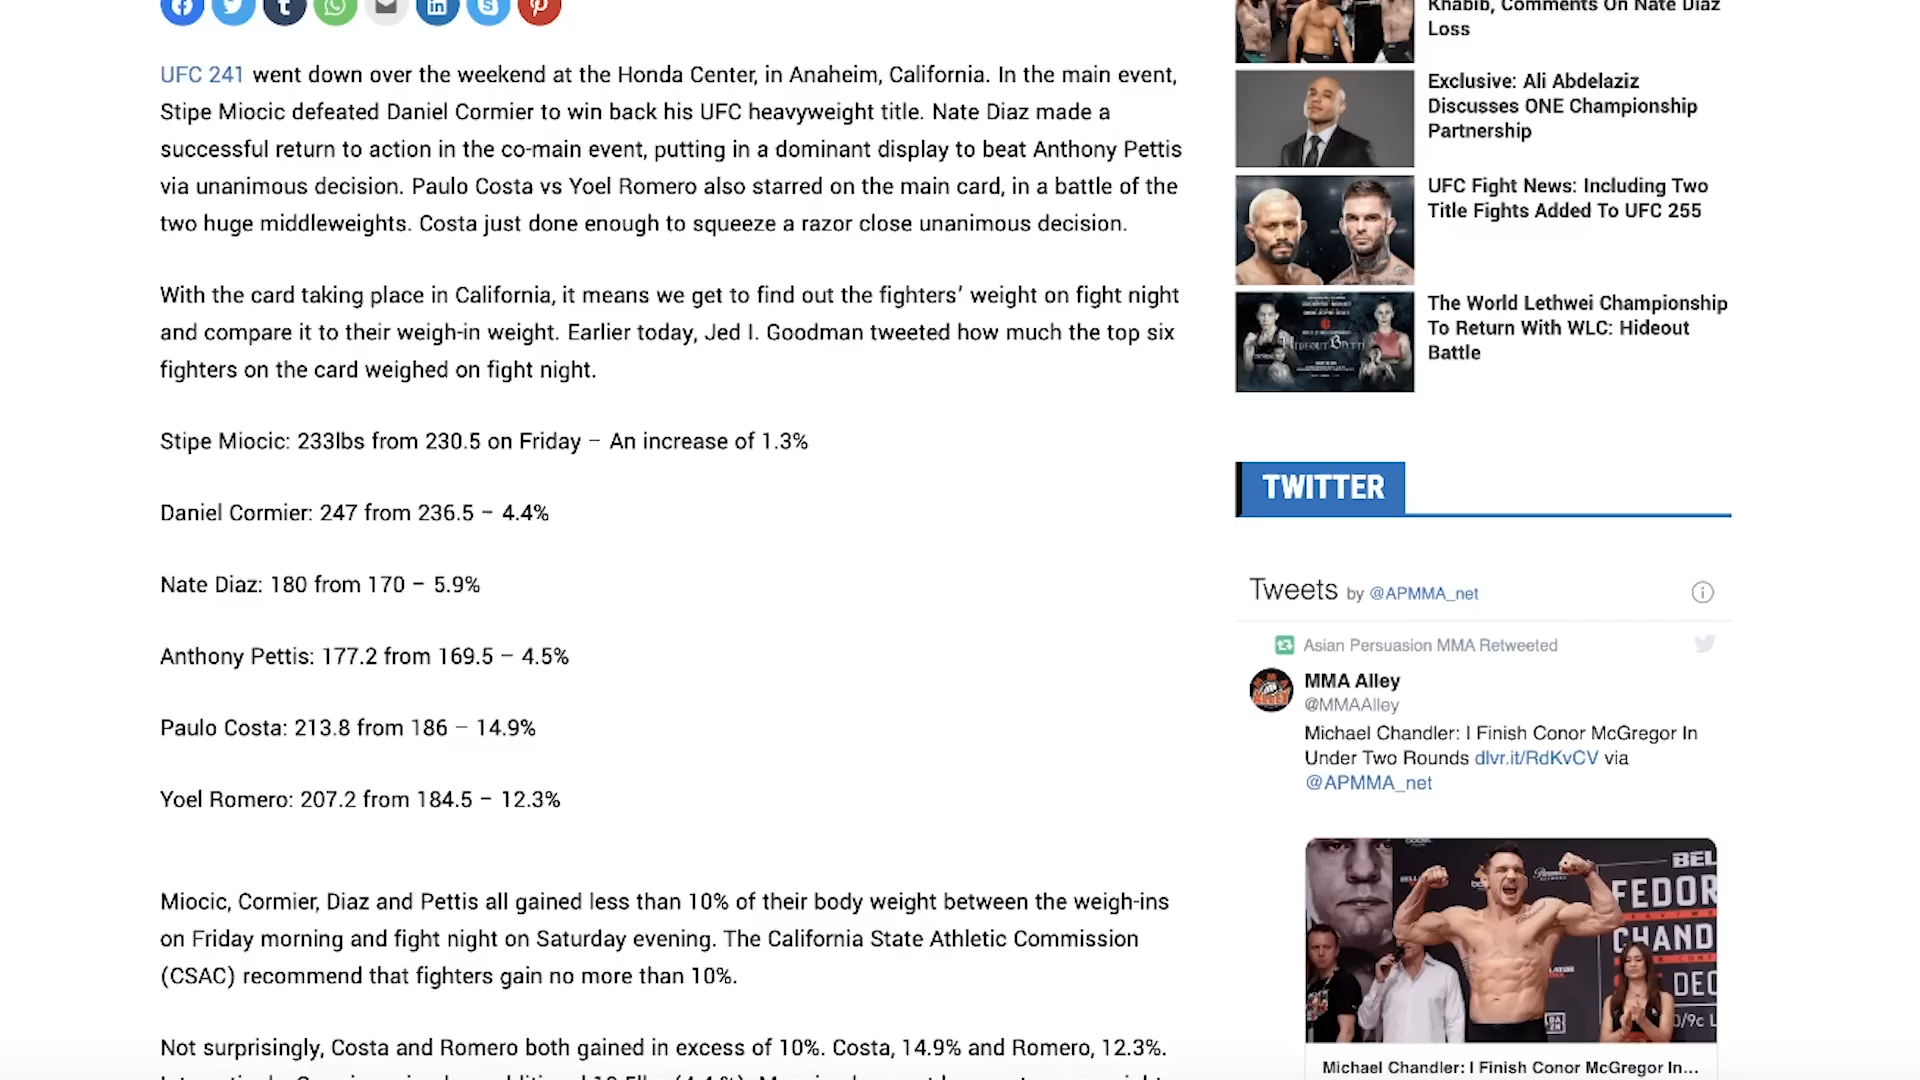 UFC 241 went down over the weekend at the Honda Center, in Anaheim, California. In the main event,
Stipe Miocic defeated Daniel Cormier to win back his UFC heavyweight title. Nate Diaz made a
successful return to action in the co-main event, putting in a dominant display to beat Anthony Pettis
via unanimous decision. Paulo Costa vs Yoel Romero also starred on the main card, in a battle of the
two huge middleweights. Costa just done enough to squeeze a razor close unanimous decision.
With the card taking place in California, it means we get to find out the fighters’ weight on fight night
and compare it to their weigh-in weight. Earlier today, Jed I. Goodman tweeted how much the top six
fighters on the card weighed on fight night.
Stipe Miocic: 233lbs from 230.5 on Friday – An increase of 1.3%
Daniel Cormier: 247 from 236.5 – 4.4%
Nate Diaz: 180 from 170 – 5.9%
Anthony Pettis: 177.2 from 169.5 – 4.5%
Paulo Costa: 213.8 from 186 – 14.9%
Yoel Romero: 207.2 from 184.5 – 12.3%
Miocic, Cormier, Diaz and Pettis all gained less than 10% of their body weight between the weigh-ins
on Friday morning and fight night on Saturday evening. The California State Athletic Commission
(CSAC) recommend that fighters gain no more than 10%.
Not surprisingly, Costa and Romero both gained in excess of 10%. Costa, 14.9% and Romero, 12.3%.
Khabib, Comments On Nate Diaz
Loss
Exclusive: Ali Abdelaziz
Discusses ONE Championship
Partnership
UFC Fight News: Including Two
Title Fights Added To UFC 255
The World Lethwei Championship
To Return With WLC: Hideout
Battle
HIDEOUT BATTLE
TWITTER
Tweets by @APMMA_net
Asian Persuasion MMA Retweeted
MMA Alley
@MMAAlley
Michael Chandler: I Finish Conor McGregor In
Under Two Rounds dlvr.it/RdKvCV via
@APMMA_net
BEL
FEDOR
CHAND
DEC
0/9c L
DAZN
Michael Chandler: I Finish Conor McGregor In...